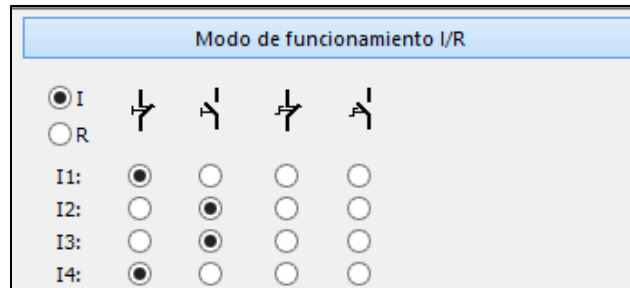 Modo de funcionamiento I/R
I
R
I1:
I2:
I3:
I4: